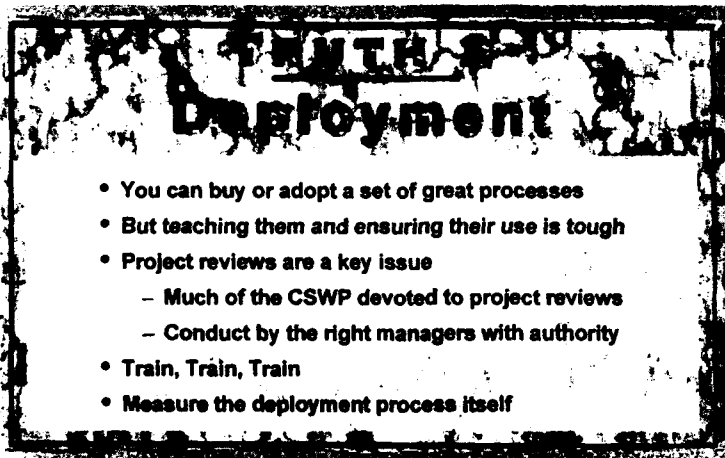 TRUTH 5
Deployment
• You can buy or adopt a set of great processes
• But teaching them and ensuring their use is tough
• Project reviews are a key issue
– Much of the CSWP devoted to project reviews
– Conduct by the right managers with authority
• Train, Train, Train
• Measure the deployment process itself